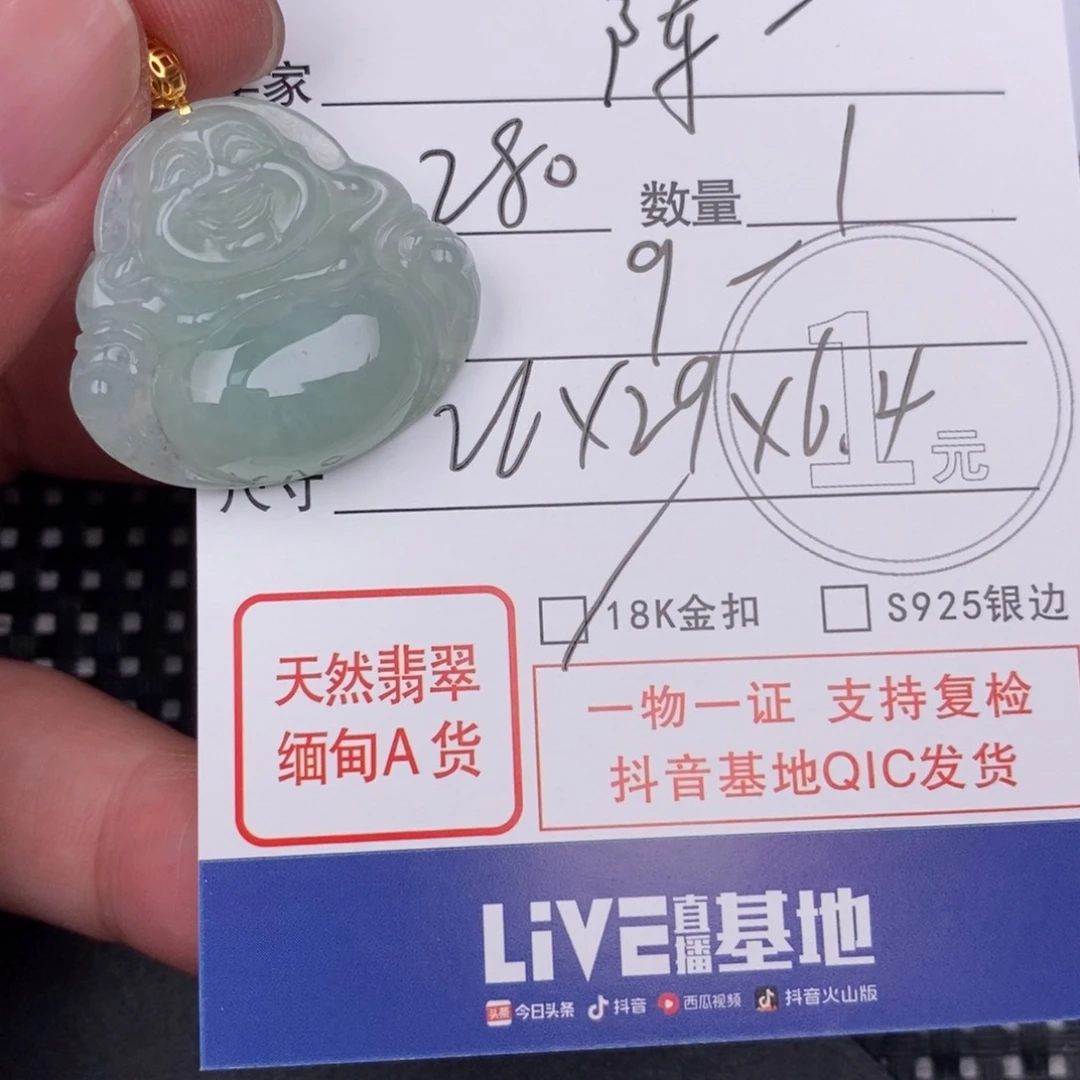 陈
家
280 数量 1
9
26×29×6.4
1元
尺寸
18K金扣 S925银边
天然翡翠
缅甸A货
一物一证 支持复检
抖音基地QIC发货
LiVE直播基地
头条 今日头条 抖音 西瓜视频 抖音火山版